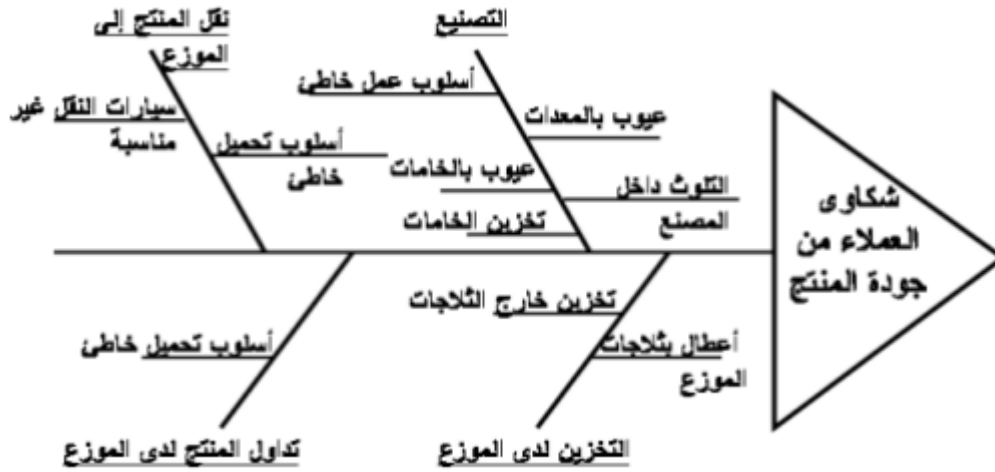 التصنيع
أسلوب عمل خاطئ
عيوب بالمعدات
عيوب بالخامات
التلوث داخل
المصنع
تخزين الخامات
نقل المنتج إلى
الموزع
سيارات النقل غير
مناسبة
أسلوب تحميل
خاطئ
شكاوى
العملاء من
جودة المنتج
تخزين خارج الثلاجات
أعطال بثلاجات
الموزع
التخزين لدى الموزع
أسلوب تحميل خاطئ
تداول المنتج لدى الموزع